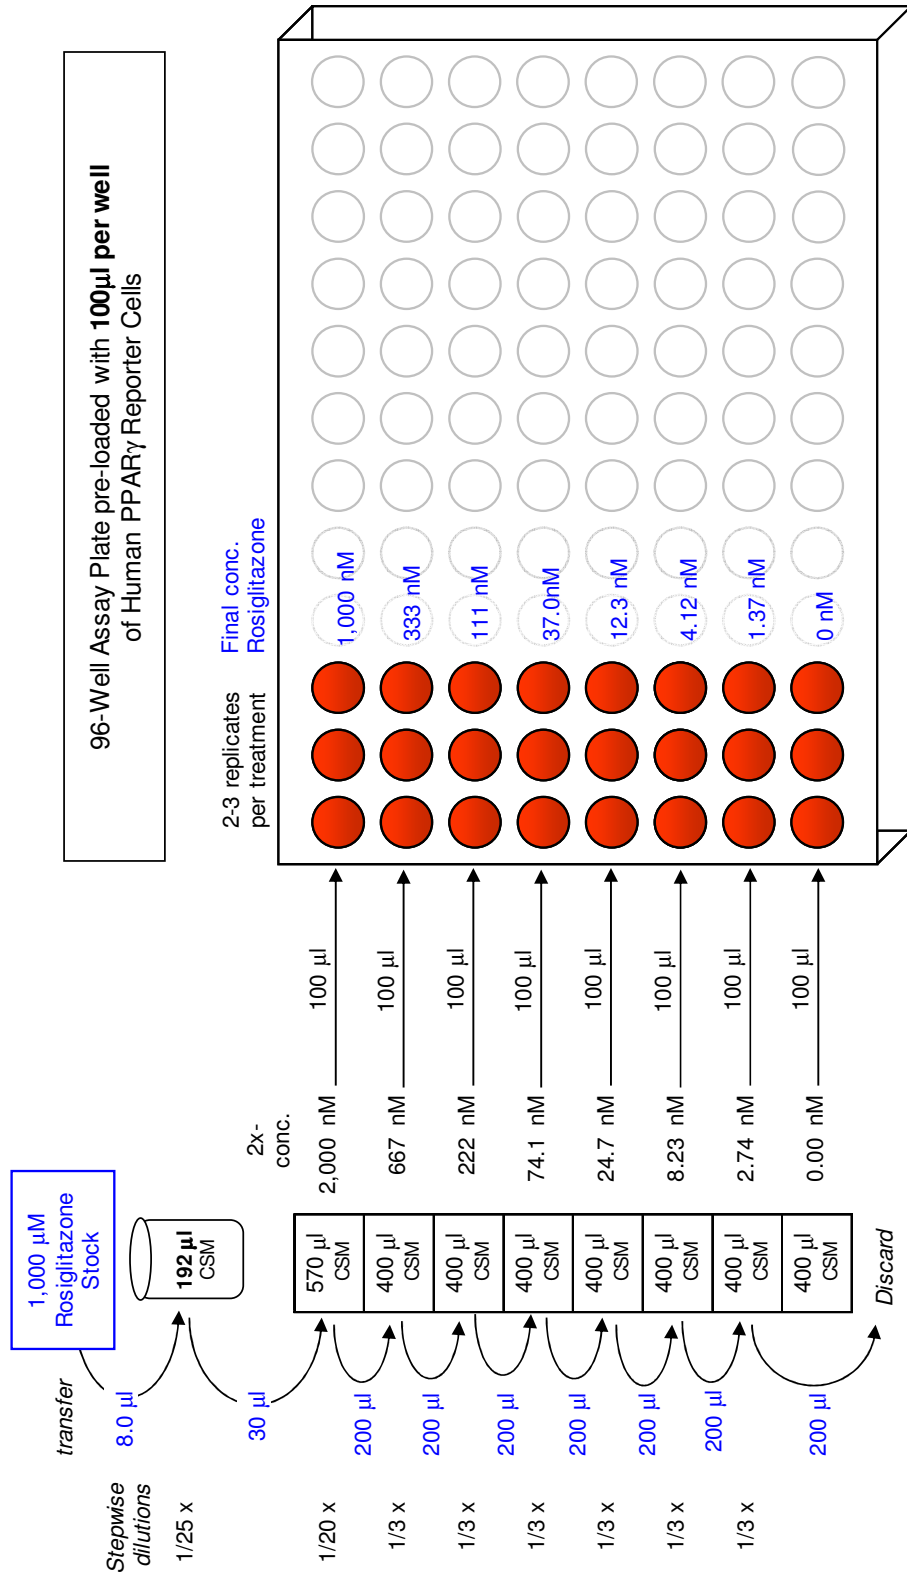 96-Well Assay Plate pre-loaded with 100µl per well
of Human PPARγ Reporter Cells
Stepwise
dilutions
transfer
1,000 µM
Rosiglitazone
Stock
1/25 x
8.0 µl
192 µl
CSM
30 µl
2x-
conc.
2-3 replicates
per treatment
Final conc.
Rosiglitazone
1/20 x
570 µl
CSM
2,000 nM
100 µl
1,000 nM
200 µl
1/3 x
400 µl
CSM
667 nM
100 µl
333 nM
200 µl
1/3 x
400 µl
CSM
222 nM
100 µl
111 nM
200 µl
1/3 x
400 µl
CSM
74.1 nM
100 µl
37.0nM
200 µl
1/3 x
400 µl
CSM
24.7 nM
100 µl
12.3 nM
200 µl
1/3 x
400 µl
CSM
8.23 nM
100 µl
4.12 nM
200 µl
1/3 x
400 µl
CSM
2.74 nM
100 µl
1.37 nM
200 µl
400 µl
CSM
0.00 nM
100 µl
0 nM
Discard